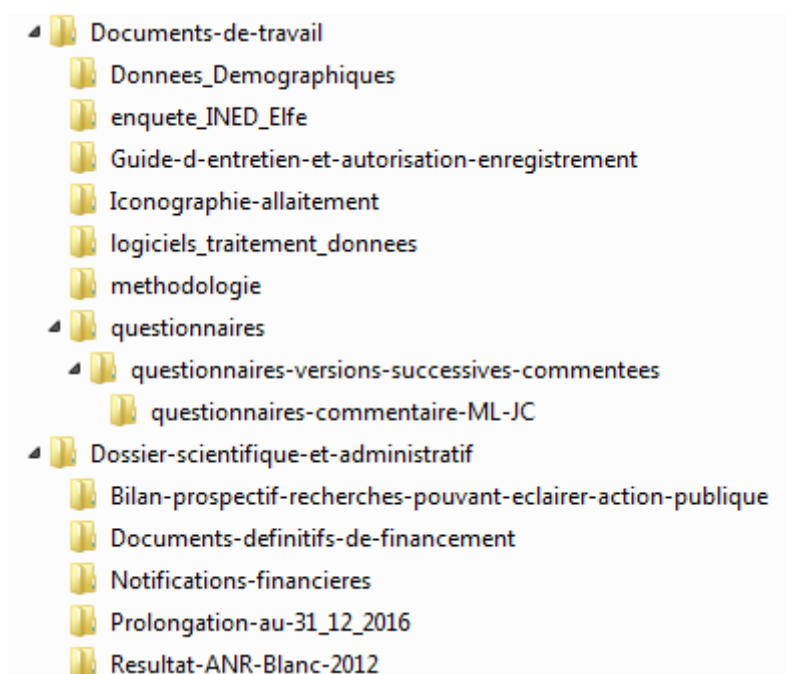 Documents-de-travail
Donnees_Demographiques
enquete_INED_Elfe
Guide-d-entretien-et-autorisation-enregistrement
Iconographie-allaitement
logiciels_traitement_donnees
methodologie
questionnaires
questionnaires-versions-successives-commentees
questionnaires-commentaire-ML-JC
Dossier-scientifique-et-administratif
Bilan-prospectif-recherches-pouvant-eclairer-action-publique
Documents-definitifs-de-financement
Notifications-financieres
Prolongation-au-31_12_2016
Resultat-ANR-Blanc-2012